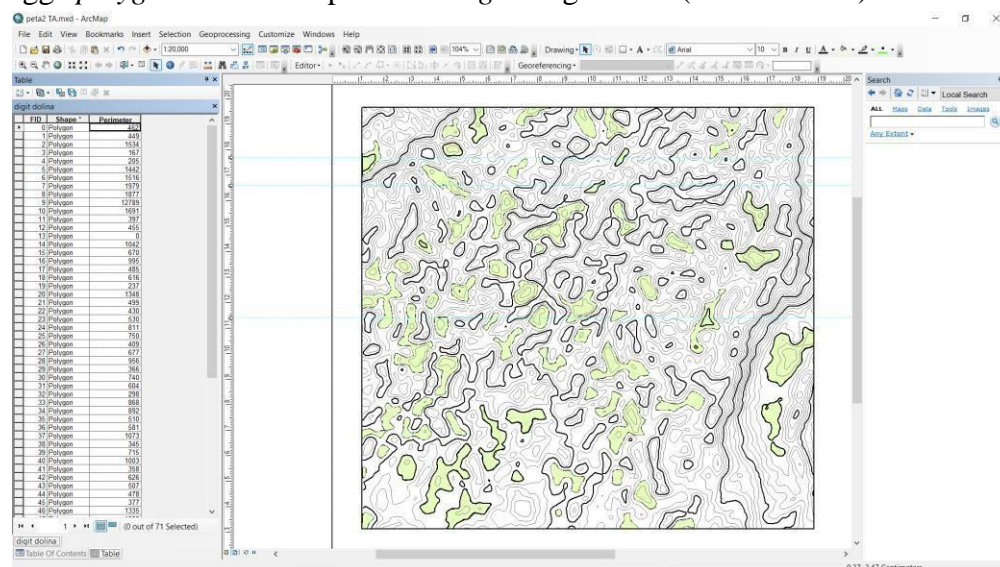 peta2 TA.mxd - ArcMap
File Edit View Bookmarks Insert Selection Geoprocessing Customize Windows Help
1:20,000
104%
Drawing
Arial
10
B I U
Editor
Georeferencing
Table
digit dolina
FID Shape * Perimeter
0 Polygon 462
1 Polygon 449
2 Polygon 1534
3 Polygon 167
4 Polygon 205
5 Polygon 1442
6 Polygon 1516
7 Polygon 1979
8 Polygon 1877
9 Polygon 12789
10 Polygon 1691
11 Polygon 397
12 Polygon 455
13 Polygon 0
14 Polygon 1042
15 Polygon 670
16 Polygon 995
17 Polygon 485
18 Polygon 616
19 Polygon 237
20 Polygon 1348
21 Polygon 499
22 Polygon 430
23 Polygon 530
24 Polygon 811
25 Polygon 750
26 Polygon 409
27 Polygon 677
28 Polygon 956
29 Polygon 366
30 Polygon 740
31 Polygon 604
32 Polygon 298
33 Polygon 868
34 Polygon 892
35 Polygon 510
36 Polygon 581
37 Polygon 1073
38 Polygon 345
39 Polygon 715
40 Polygon 1003
41 Polygon 358
42 Polygon 626
43 Polygon 507
44 Polygon 478
45 Polygon 377
46 Polygon 1335
1 (0 out of 71 Selected)
digit dolina
Table Of Contents Table
Search
Local Search
ALL Maps Data Tools Images
Any Extent